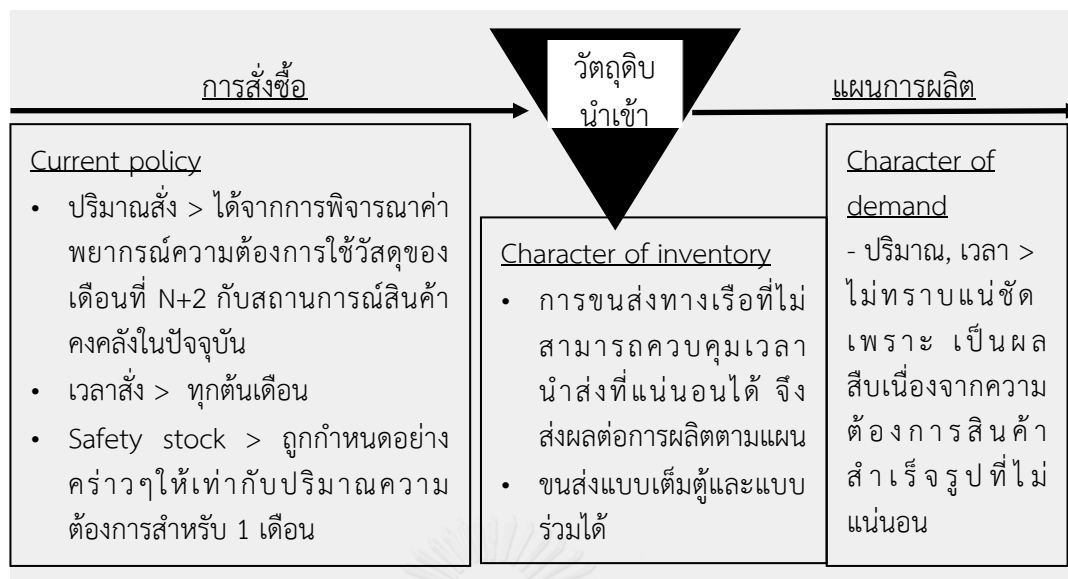 การสั่งซื้อ
วัตถุดิบ
นำเข้า
แผนการผลิต
Current policy
• ปริมาณสั่ง > ได้จากการพิจารณาค่า
พยากรณ์ความต้องการใช้วัสดุของ
เดือนที่ N+2 กับสถานการณ์สินค้า
คงคลังในปัจจุบัน
• เวลาสั่ง > ทุกต้นเดือน
• Safety stock > ถูกกำหนดอย่าง
คร่าวๆให้เท่ากับปริมาณความ
ต้องการสำหรับ 1 เดือน
Character of inventory
• การขนส่งทางเรือที่ไม่
สามารถควบคุมเวลา
นำส่งที่แน่นอนได้ จึง
ส่งผลต่อการผลิตตามแผน
• ขนส่งแบบเต็มตู้และแบบ
ร่วมได้
Character of
demand
- ปริมาณ, เวลา >
ไม่ทราบแน่ชัด
เพราะ เป็นผล
สืบเนื่องจากความ
ต้องการสินค้า
สำเร็จรูปที่ไม่
แน่นอน